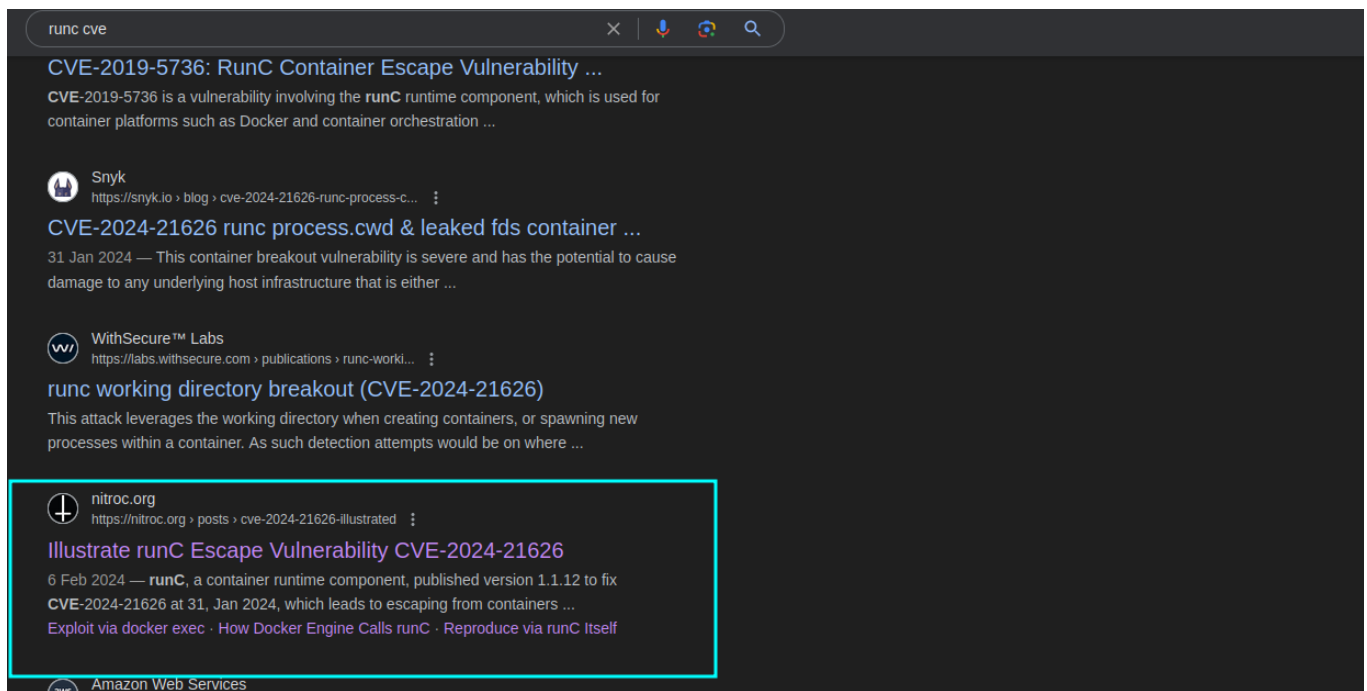 runc cve
CVE-2019-5736: RunC Container Escape Vulnerability ...
CVE-2019-5736 is a vulnerability involving the runC runtime component, which is used for
container platforms such as Docker and container orchestration ...
Snyk
https://snyk.io › blog › cve-2024-21626-runc-process-c...
CVE-2024-21626 runc process.cwd & leaked fds container ...
31 Jan 2024 — This container breakout vulnerability is severe and has the potential to cause
damage to any underlying host infrastructure that is either ...
WithSecure™ Labs
https://labs.withsecure.com › publications › runc-worki...
runc working directory breakout (CVE-2024-21626)
This attack leverages the working directory when creating containers, or spawning new
processes within a container. As such detection attempts would be on where ...
nitroc.org
https://nitroc.org › posts › cve-2024-21626-illustrated
Illustrate runC Escape Vulnerability CVE-2024-21626
6 Feb 2024 — runC, a container runtime component, published version 1.1.12 to fix
CVE-2024-21626 at 31, Jan 2024, which leads to escaping from containers ...
Exploit via docker exec · How Docker Engine Calls runC · Reproduce via runC Itself
Amazon Web Services